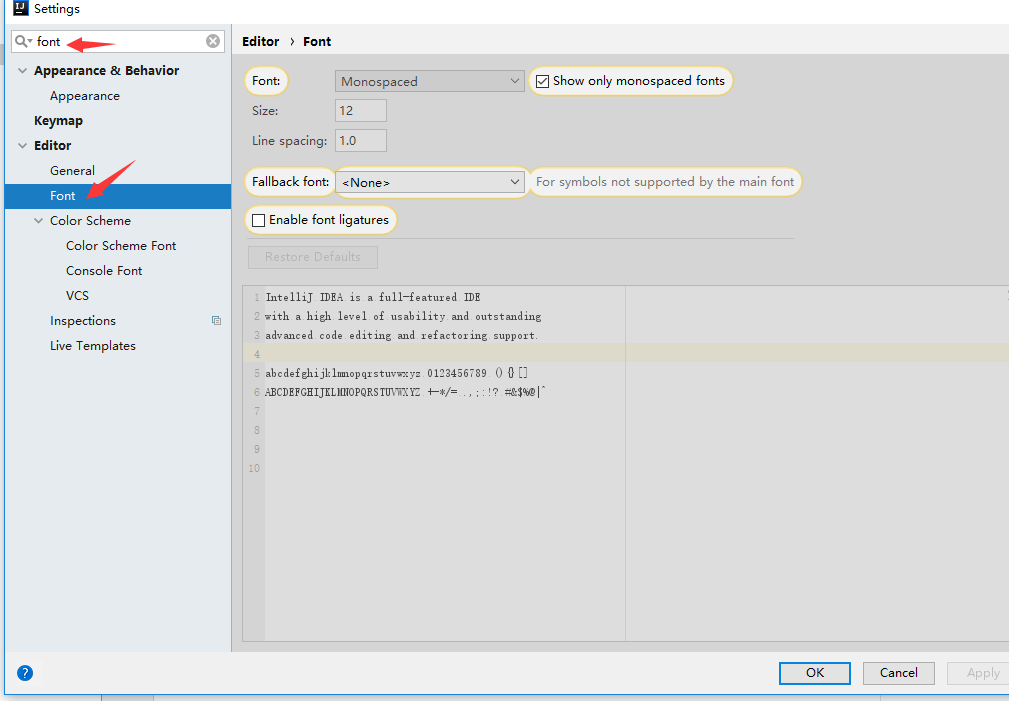 IJ Settings
font
Appearance & Behavior
Appearance
Keymap
Editor
General
Font
Color Scheme
Color Scheme Font
Console Font
VCS
Inspections
Live Templates
Editor › Font
Font: Monospaced Show only monospaced fonts
Size: 12
Line spacing: 1.0
Fallback font: <None> For symbols not supported by the main font
Enable font ligatures
Restore Defaults
1 IntelliJ IDEA is a full-featured IDE
2 with a high level of usability and outstanding
3 advanced code editing and refactoring support.
4
5 abcdefghijklmnopqrstuvwxyz 0123456789 (){}[]
6 ABCDEFGHIJKLMNOPQRSTUVWXYZ +-*/= .,;:!? #&$%@|^
7
8
9
10
? OK Cancel Apply